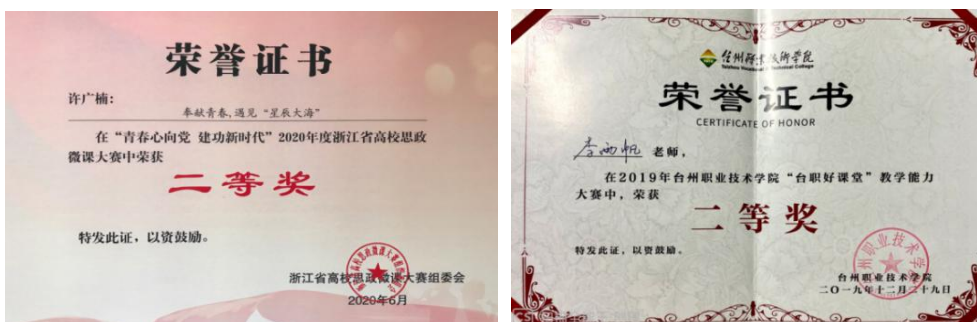 荣誉证书
许广楠：
奉献青春，遇见“星辰大海”
在“青春心向党 建功新时代”2020年度浙江省高校思政
微课大赛中荣获
二等奖
特发此证，以资鼓励。
浙江省高校思政微课大赛组委会
2020年6月
台州职业技术学院
Taizhou Vocational & Technical College
荣誉证书
CERTIFICATE OF HONOR
李雨帆 老师，
在2019年台州职业技术学院“台职好课堂”教学能力
大赛中，荣获
二等奖
特发此证，以资鼓励。
台州职业技术学院
二〇一九年十二月二十九日